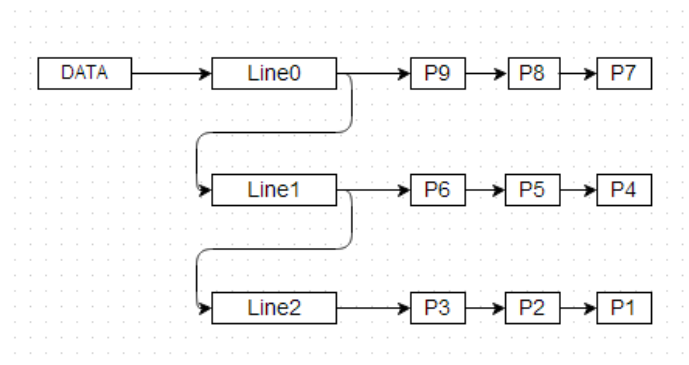 DATA Line0 P9 P8 P7
Line1 P6 P5 P4
Line2 P3 P2 P1